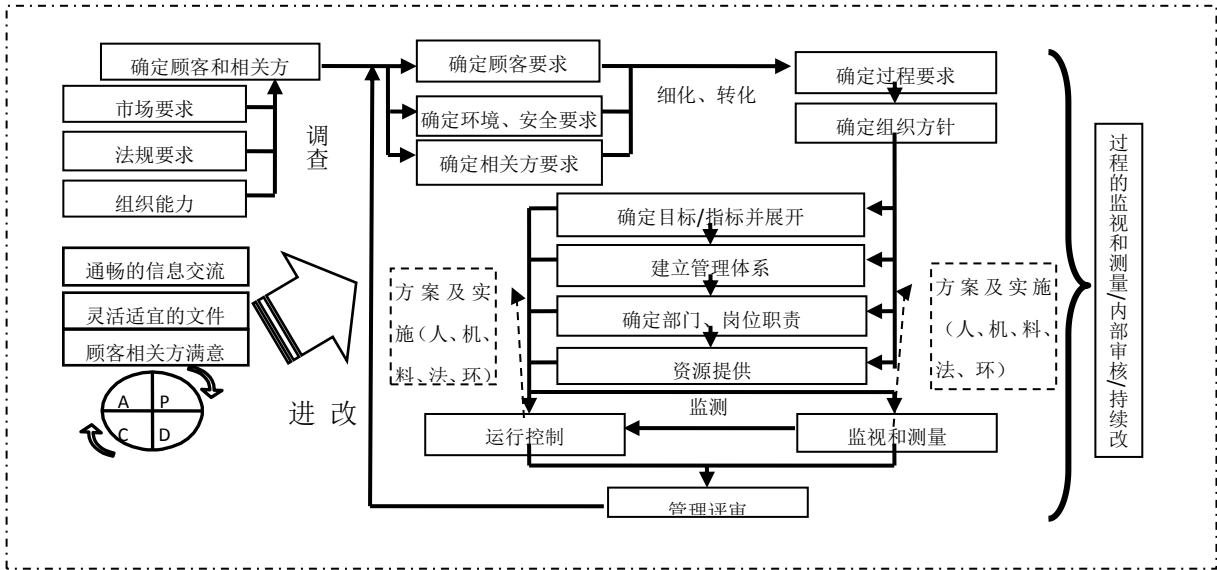 确定顾客和相关方
市场要求
法规要求
组织能力
调查
确定顾客要求
确定环境、安全要求
确定相关方要求
细化、转化
确定过程要求
确定组织方针
确定目标/指标并展开
建立管理体系
确定部门、岗位职责
资源提供
方案及实
施（人、机、
料、法、环）
方案及实施
（人、机、料、
法、环）
通畅的信息交流
灵活适宜的文件
顾客相关方满意
A P
C D
进 改
监测
运行控制
监视和测量
管理评审
过程的监视和测量/内部审核/持续改